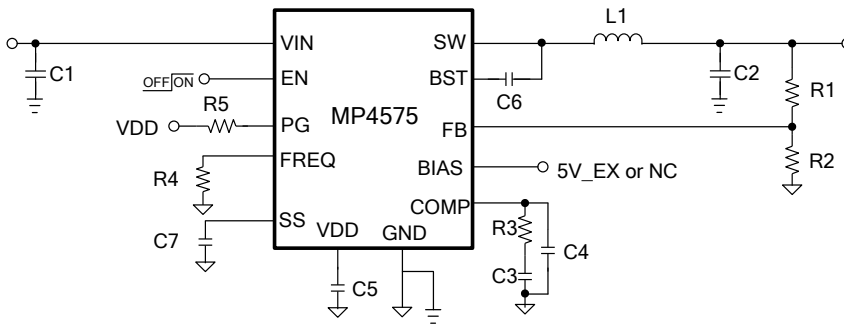 L1
VIN
SW
C1
OFF ON
EN
BST
C6
C2
R1
R5
MP4575
VDD
PG
FB
FREQ
R2
R4
BIAS
5V_EX or NC
COMP
SS
VDD
GND
R3
C4
C7
C5
C3